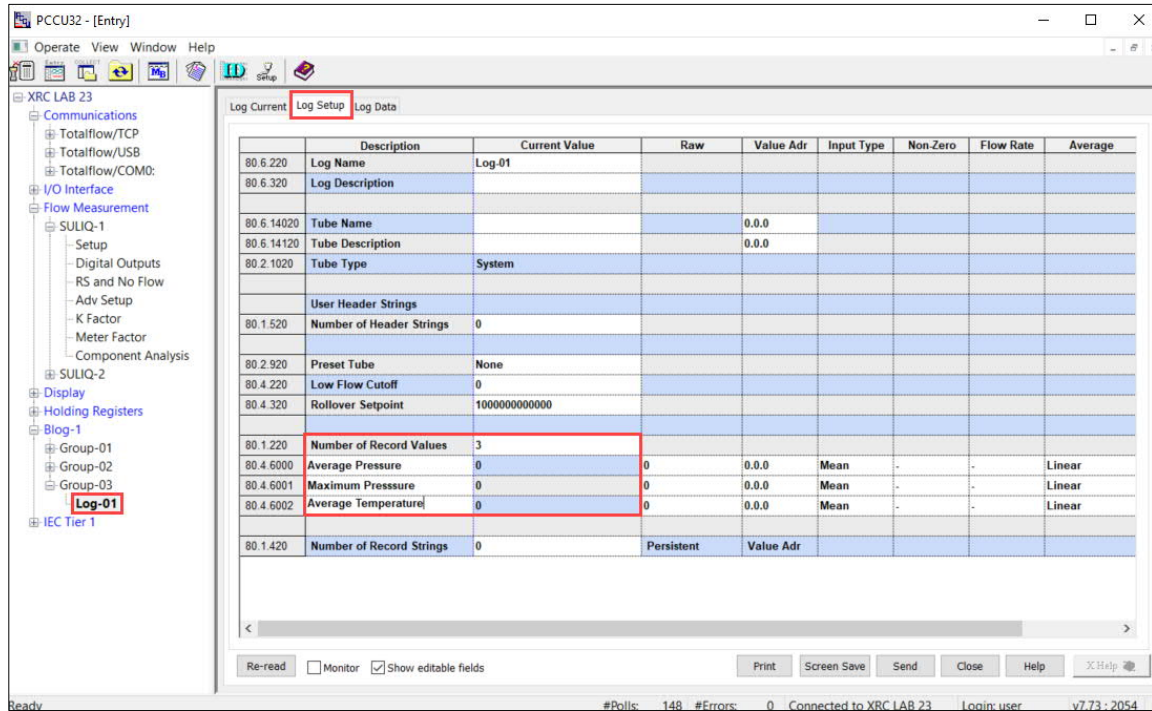 PCCU32 - [Entry]
Operate View Window Help
Setup
XRC LAB 23
Communications
Totalflow/TCP
Totalflow/USB
Totalflow/COM0:
I/O Interface
Flow Measurement
SULIQ-1
Setup
Digital Outputs
RS and No Flow
Adv Setup
K Factor
Meter Factor
Component Analysis
SULIQ-2
Display
Holding Registers
Blog-1
Group-01
Group-02
Group-03
Log-01
IEC Tier 1
Log Current Log Setup Log Data
Description Current Value Raw Value Adr Input Type Non-Zero Flow Rate Average
80.6.220 Log Name Log-01
80.6.320 Log Description
80.6.14020 Tube Name 0.0.0
80.6.14120 Tube Description 0.0.0
80.2.1020 Tube Type System
User Header Strings
80.1.520 Number of Header Strings 0
80.2.920 Preset Tube None
80.4.220 Low Flow Cutoff 0
80.4.320 Rollover Setpoint 1000000000000
80.1.220 Number of Record Values 3
80.4.6000 Average Pressure 0 0 0.0.0 Mean - - Linear
80.4.6001 Maximum Presssure 0 0 0.0.0 Mean - - Linear
80.4.6002 Average Temperature 0 0 0.0.0 Mean - - Linear
80.1.420 Number of Record Strings 0 Persistent Value Adr
Re-read Monitor Show editable fields Print Screen Save Send Close Help X Help
Ready #Polls: 148 #Errors: 0 Connected to XRC LAB 23 Login: user v7.73 : 2054